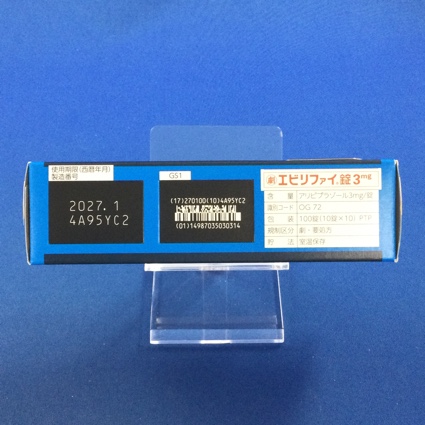 使用期限(西暦年月)
製造番号
2027. 1
4A95YC2
GS1
(17)270100(10)4A95YC2
(01)14987035030314
劇 エビリファイ®錠3mg
含量 アリピプラゾール3mg/錠
識別コード OG 72
包装 100錠(10錠×10) PTP
規制区分 劇・要処方
貯法 室温保存